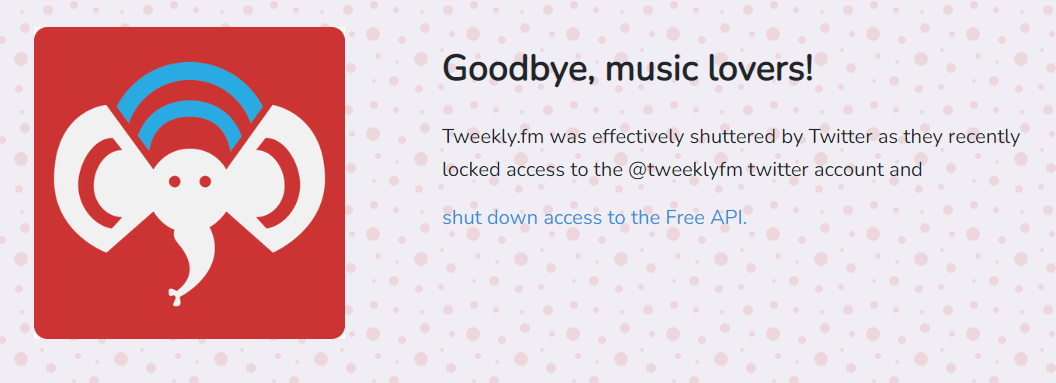 Goodbye, music lovers!
Tweekly.fm was effectively shuttered by Twitter as they recently
locked access to the @tweeklyfm twitter account and
shut down access to the Free API.